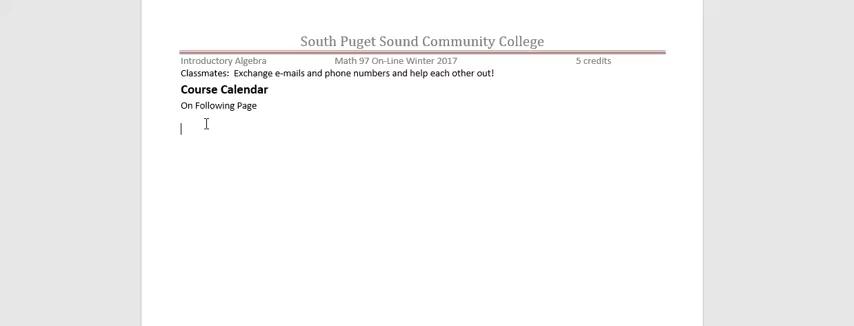 South Puget Sound Community College
Introductory Algebra Math 97 On-Line Winter 2017 5 credits
Classmates: Exchange e-mails and phone numbers and help each other out!
Course Calendar
On Following Page